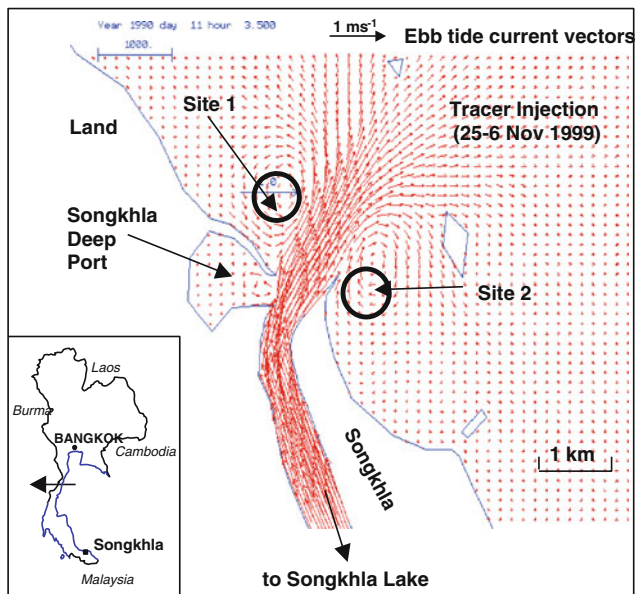 Year 1990 day 11 hour 3.500
1000.
1 ms-1
Ebb tide current vectors
Site 1
Land
Tracer Injection
(25-6 Nov 1999)
0
Songkhla
Deep
Port
Site 2
Laos
Burma
BANGKOK
Cambodia
Songkhla
Malaysia
Songkhla
1 km
to Songkhla Lake